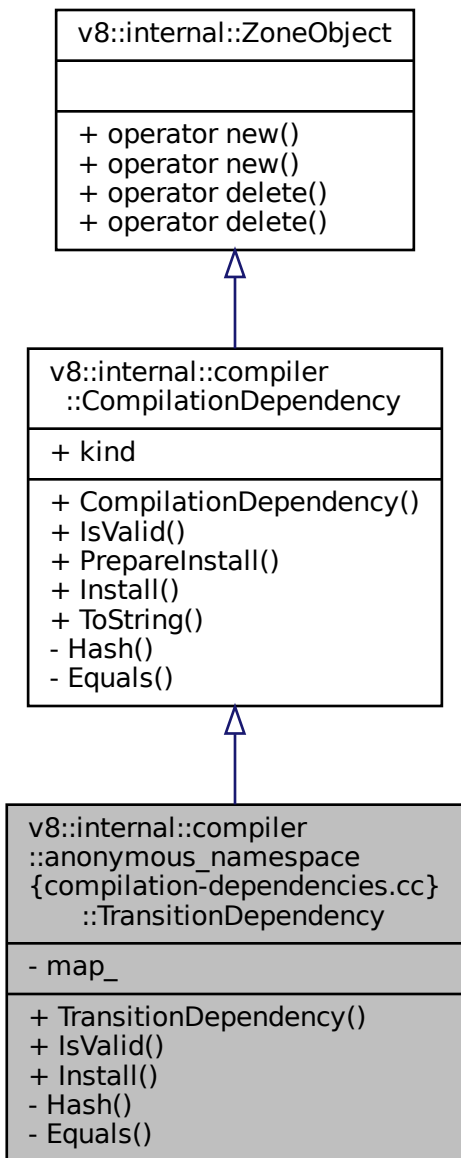 v8::internal::ZoneObject
+ operator new()
+ operator new()
+ operator delete()
+ operator delete()
v8::internal::compiler
::CompilationDependency
+ kind
+ CompilationDependency()
+ IsValid()
+ PrepareInstall()
+ Install()
+ ToString()
- Hash()
- Equals()
v8::internal::compiler
::anonymous_namespace
{compilation-dependencies.cc}
::TransitionDependency
- map_
+ TransitionDependency()
+ IsValid()
+ Install()
- Hash()
- Equals()